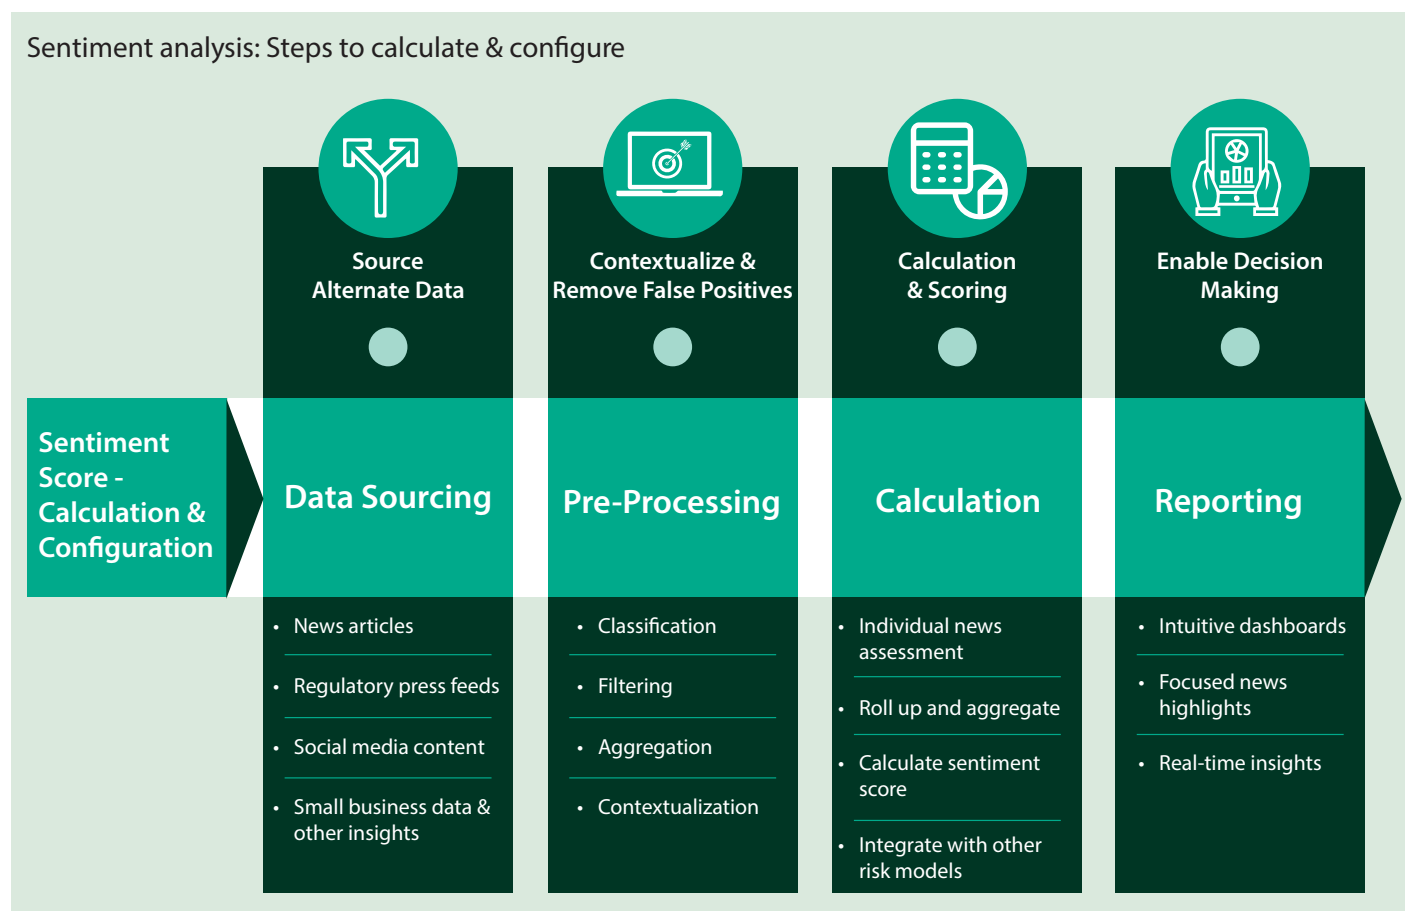 Sentiment analysis: Steps to calculate & configure
Source
Alternate Data
Contextualize &
Remove False Positives
Calculation
& Scoring
Enable Decision
Making
Sentiment
Score -
Calculation &
Configuration
Data Sourcing
Pre-Processing
Calculation
Reporting
• News articles
• Regulatory press feeds
• Social media content
• Small business data &
other insights
• Classification
• Filtering
• Aggregation
• Contextualization
• Individual news
assessment
• Roll up and aggregate
• Calculate sentiment
score
• Integrate with other
risk models
• Intuitive dashboards
• Focused news
highlights
• Real-time insights